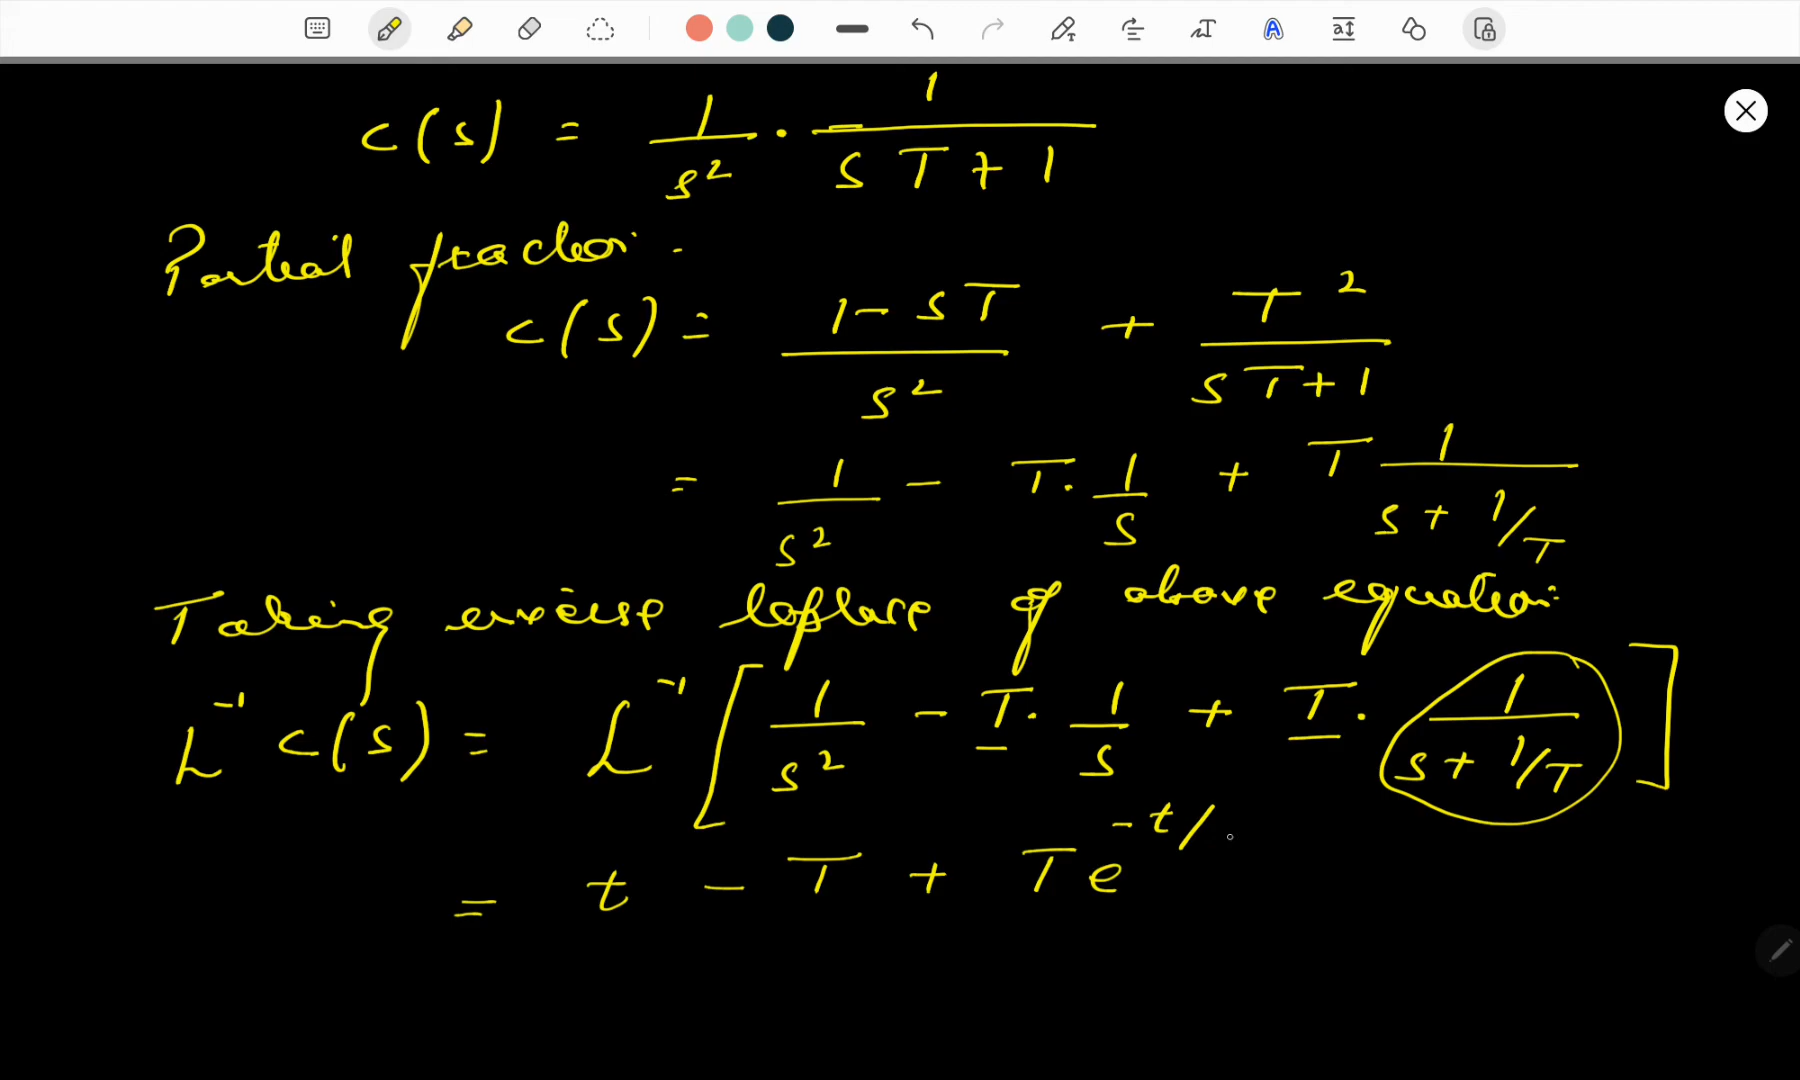 c(s) = 1/s² · 1/(sT+1)
Partial fraction :
c(s) = (1-sT)/s² + T²/(sT+1)
= 1/s² - T. 1/s + T 1/(s+1/T)
Taking inverse laplace of above equation:
L⁻¹ c(s) = L⁻¹ [1/s² - T. 1/s + T. 1/(s+1/T)]
= t - T + Te^-t/